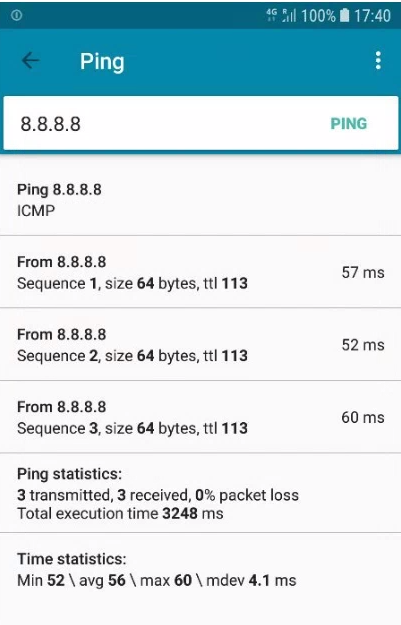 4G R 100% 17:40
Ping
8.8.8.8 PING
Ping 8.8.8.8
ICMP
From 8.8.8.8
Sequence 1, size 64 bytes, ttl 113 57 ms
From 8.8.8.8
Sequence 2, size 64 bytes, ttl 113 52 ms
From 8.8.8.8
Sequence 3, size 64 bytes, ttl 113 60 ms
Ping statistics:
3 transmitted, 3 received, 0% packet loss
Total execution time 3248 ms
Time statistics:
Min 52 \ avg 56 \ max 60 \ mdev 4.1 ms